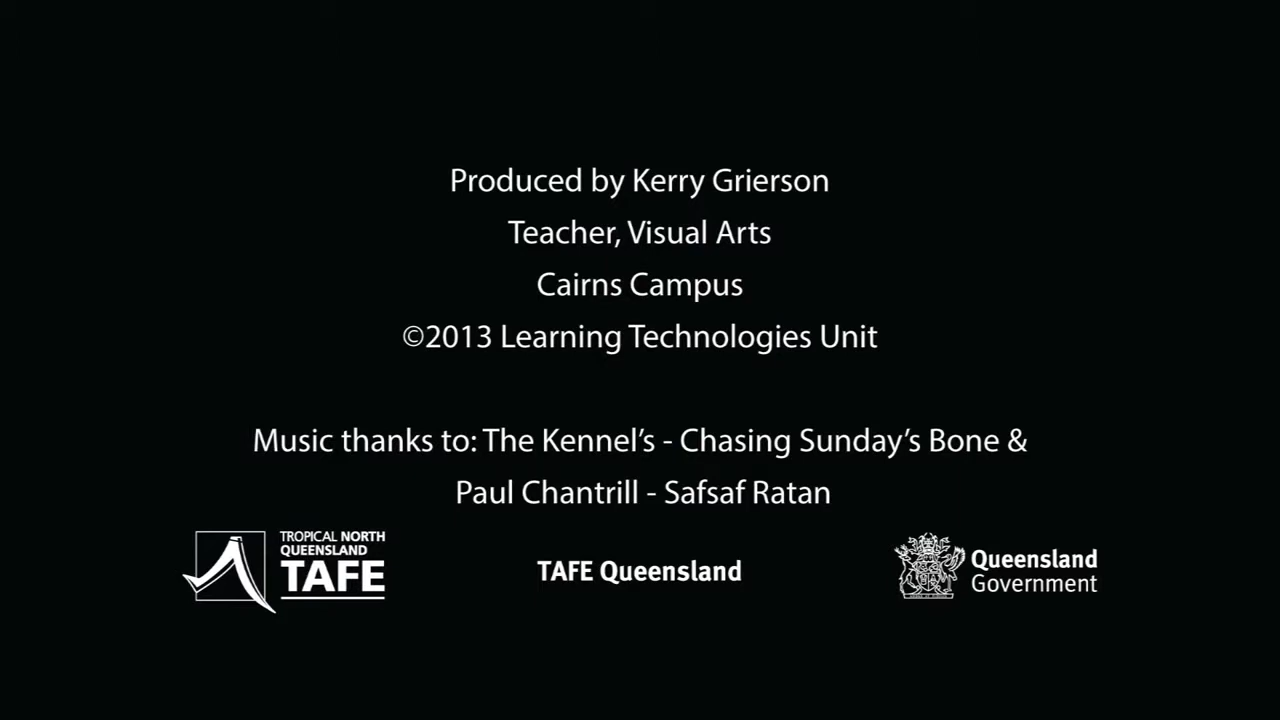 Produced by Kerry Grierson
Teacher, Visual Arts
Cairns Campus
©2013 Learning Technologies Unit
Music thanks to: The Kennel’s - Chasing Sunday’s Bone &
Paul Chantrill - Safsaf Ratan
TROPICAL NORTH
QUEENSLAND
TAFE
TAFE Queensland
Queensland
Government